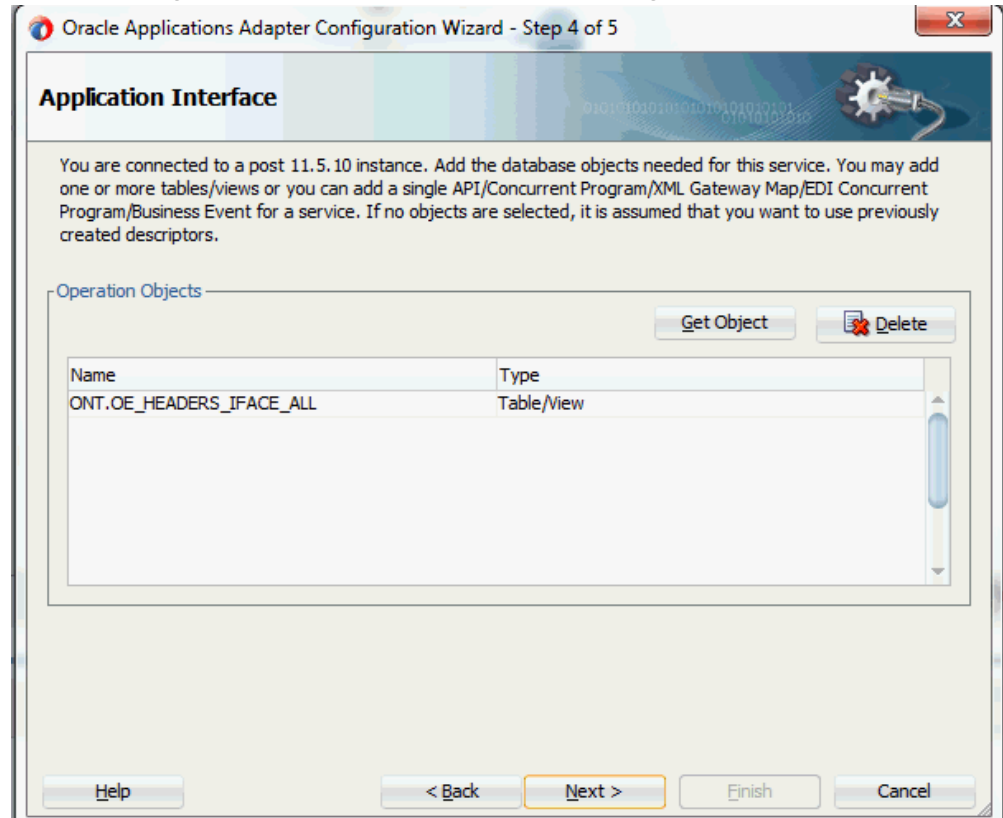 Oracle Applications Adapter Configuration Wizard - Step 4 of 5
x
Application Interface
You are connected to a post 11.5.10 instance. Add the database objects needed for this service. You may add
one or more tables/views or you can add a single API/Concurrent Program/XML Gateway Map/EDI Concurrent
Program/Business Event for a service. If no objects are selected, it is assumed that you want to use previously
created descriptors.
Operation Objects
Get Object Delete
Name Type
ONT.OE_HEADERS_IFACE_ALL Table/View
Help < Back Next > Finish Cancel